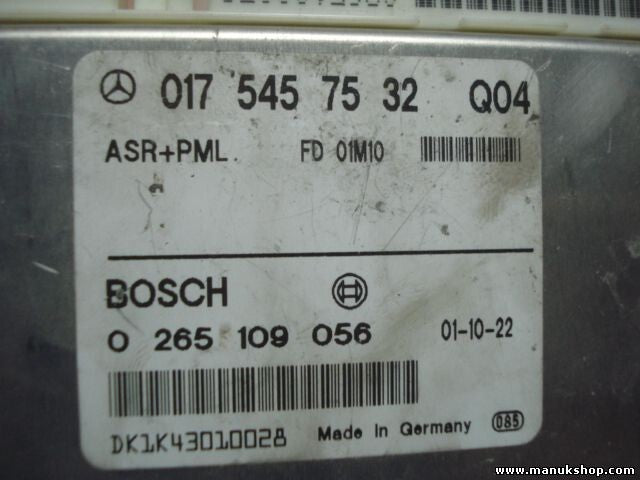 017 545 75 32 Q04
ASR+PML FD 01M10
BOSCH
0 265 109 056 01-10-22
DK1K43010028 Made In Germany 085
www.manukshop.com